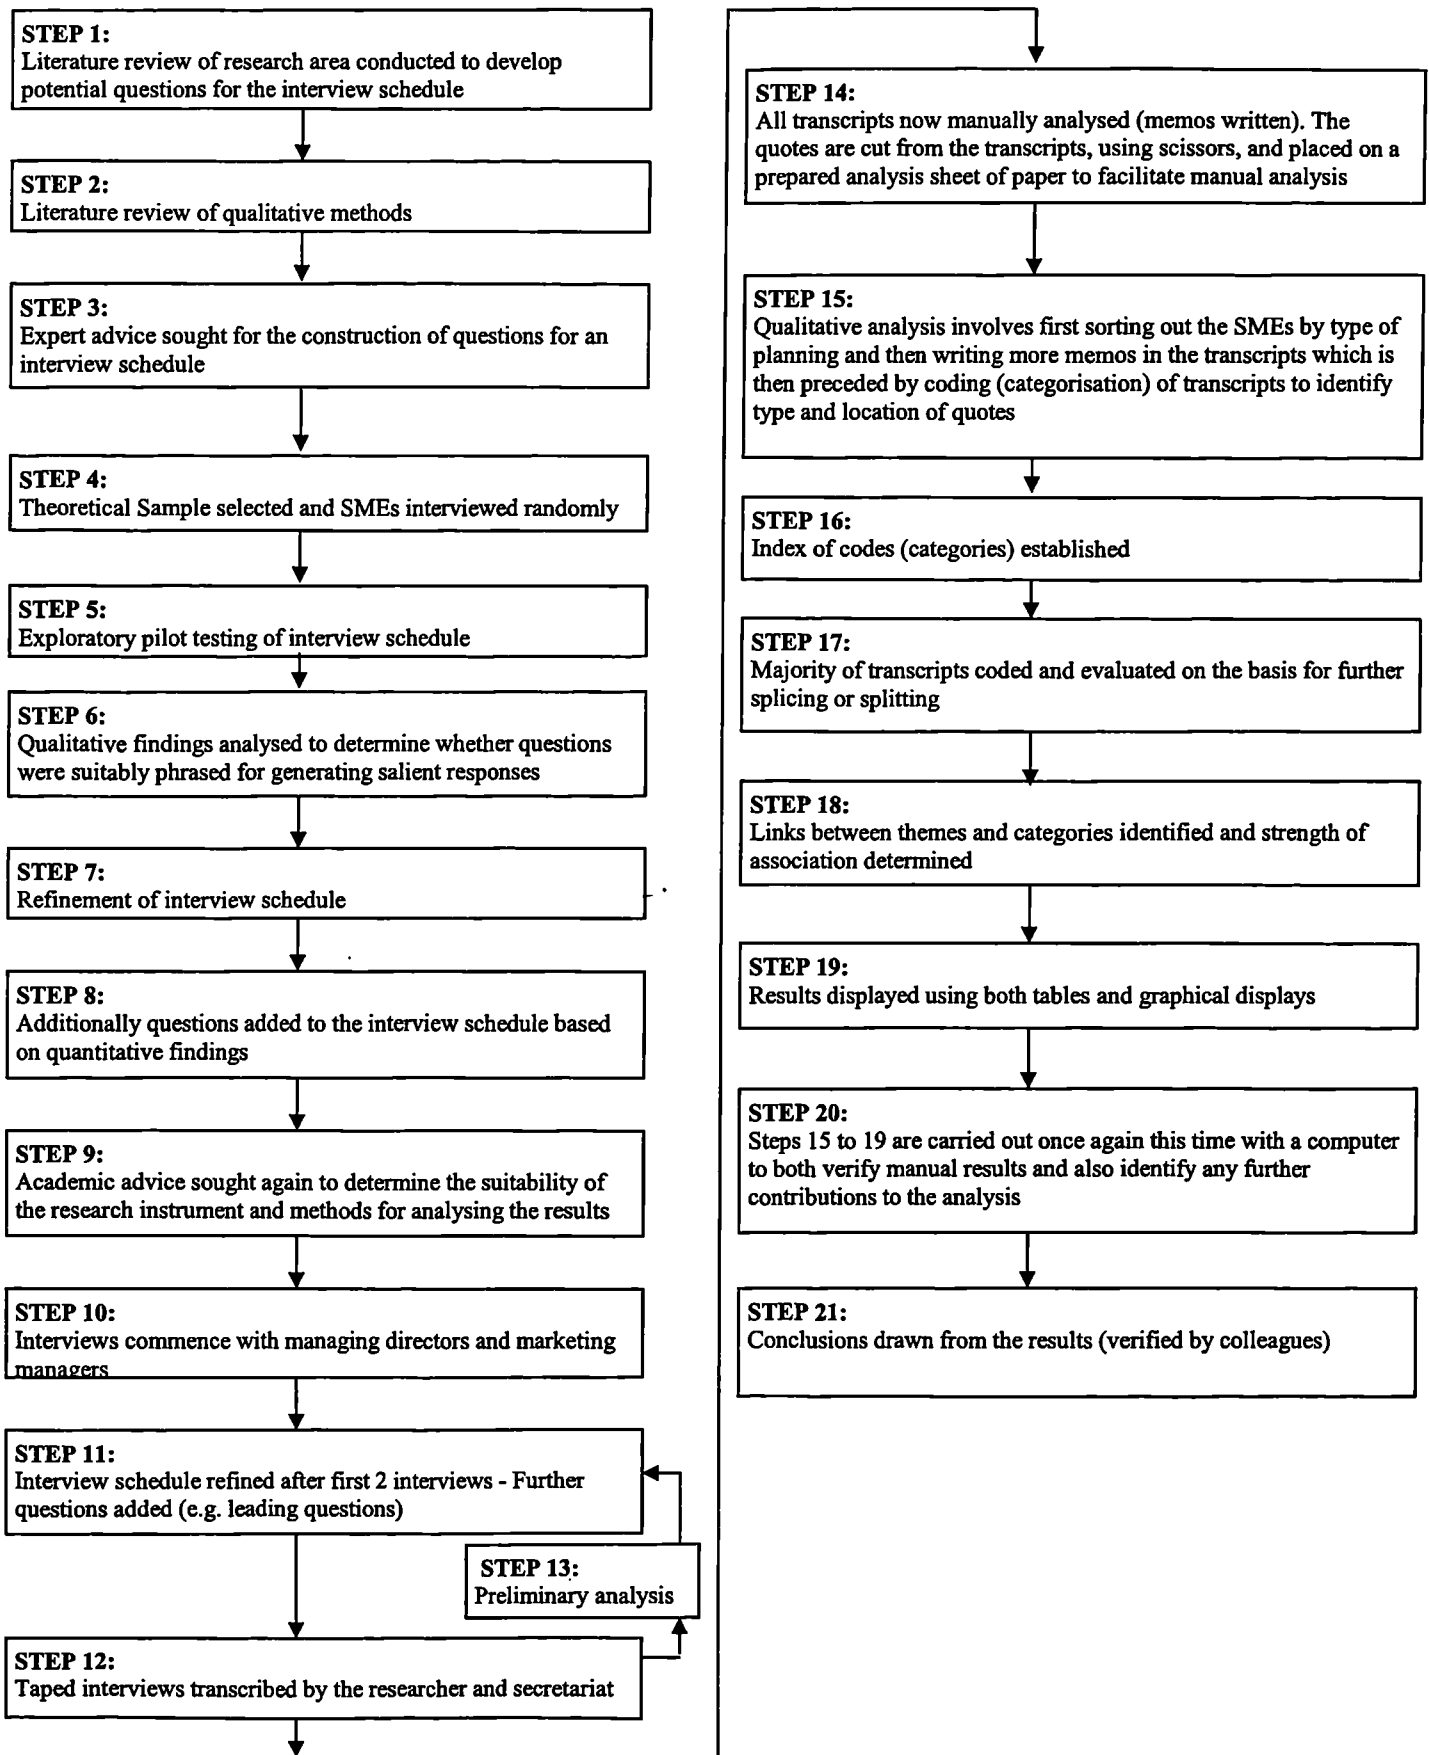 STEP 1:
Literature review of research area conducted to develop
potential questions for the interview schedule
STEP 2:
Literature review of qualitative methods
STEP 3:
Expert advice sought for the construction of questions for an
interview schedule
STEP 4:
Theoretical Sample selected and SMEs interviewed randomly
STEP 5:
Exploratory pilot testing of interview schedule
STEP 6:
Qualitative findings analysed to determine whether questions
were suitably phrased for generating salient responses
STEP 7:
Refinement of interview schedule
STEP 8:
Additionally questions added to the interview schedule based
on quantitative findings
STEP 9:
Academic advice sought again to determine the suitability of
the research instrument and methods for analysing the results
STEP 10:
Interviews commence with managing directors and marketing
managers
STEP 11:
Interview schedule refined after first 2 interviews - Further
questions added (e.g. leading questions)
STEP 13:
Preliminary analysis
STEP 12:
Taped interviews transcribed by the researcher and secretariat
STEP 14:
All transcripts now manually analysed (memos written). The
quotes are cut from the transcripts, using scissors, and placed on a
prepared analysis sheet of paper to facilitate manual analysis
STEP 15:
Qualitative analysis involves first sorting out the SMEs by type of
planning and then writing more memos in the transcripts which is
then preceded by coding (categorisation) of transcripts to identify
type and location of quotes
STEP 16:
Index of codes (categories) established
STEP 17:
Majority of transcripts coded and evaluated on the basis for further
splicing or splitting
STEP 18:
Links between themes and categories identified and strength of
association determined
STEP 19:
Results displayed using both tables and graphical displays
STEP 20:
Steps 15 to 19 are carried out once again this time with a computer
to both verify manual results and also identify any further
contributions to the analysis
STEP 21:
Conclusions drawn from the results (verified by colleagues)